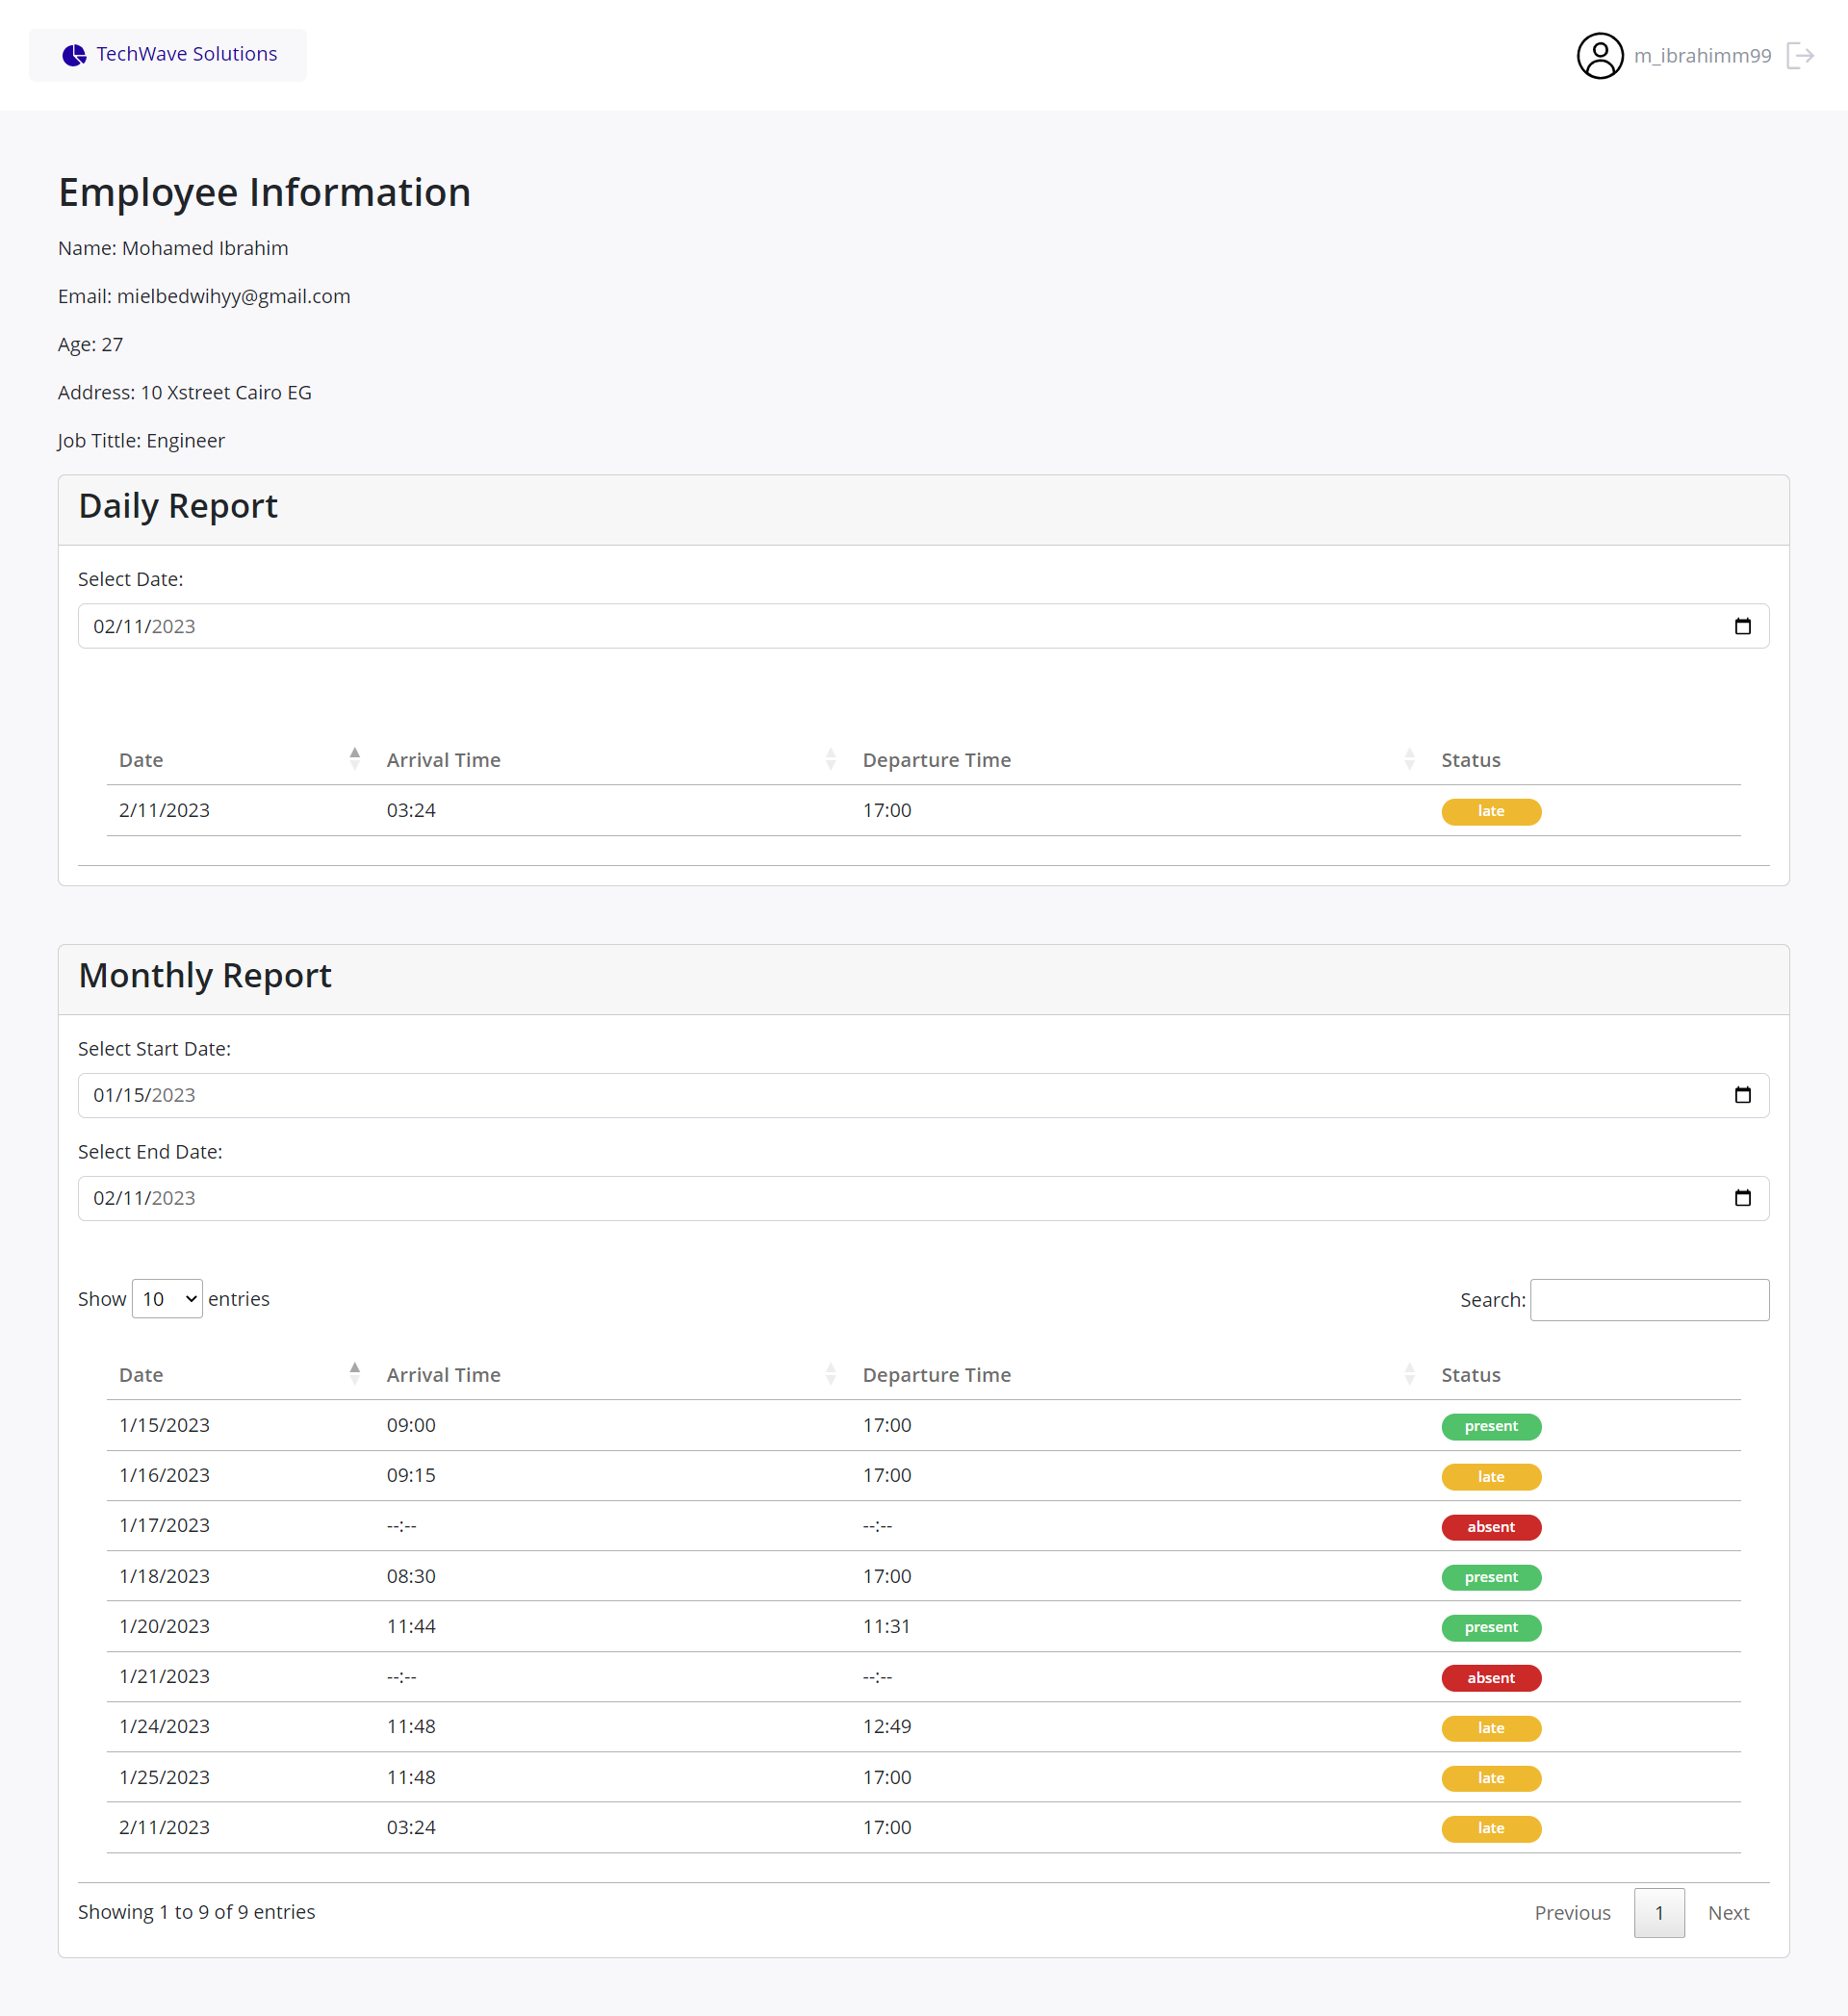 TechWave Solutions
m_ibrahimm99
Employee Information
Name: Mohamed Ibrahim
Email: mielbedwihyy@gmail.com
Age: 27
Address: 10 Xstreet Cairo EG
Job Tittle: Engineer
Daily Report
Select Date:
02/11/2023
Date Arrival Time Departure Time Status
2/11/2023 03:24 17:00 late
Monthly Report
Select Start Date:
01/15/2023
Select End Date:
02/11/2023
Show 10 entries Search:
Date Arrival Time Departure Time Status
1/15/2023 09:00 17:00 present
1/16/2023 09:15 17:00 late
1/17/2023 --:-- --:-- absent
1/18/2023 08:30 17:00 present
1/20/2023 11:44 11:31 present
1/21/2023 --:-- --:-- absent
1/24/2023 11:48 12:49 late
1/25/2023 11:48 17:00 late
2/11/2023 03:24 17:00 late
Showing 1 to 9 of 9 entries Previous 1 Next